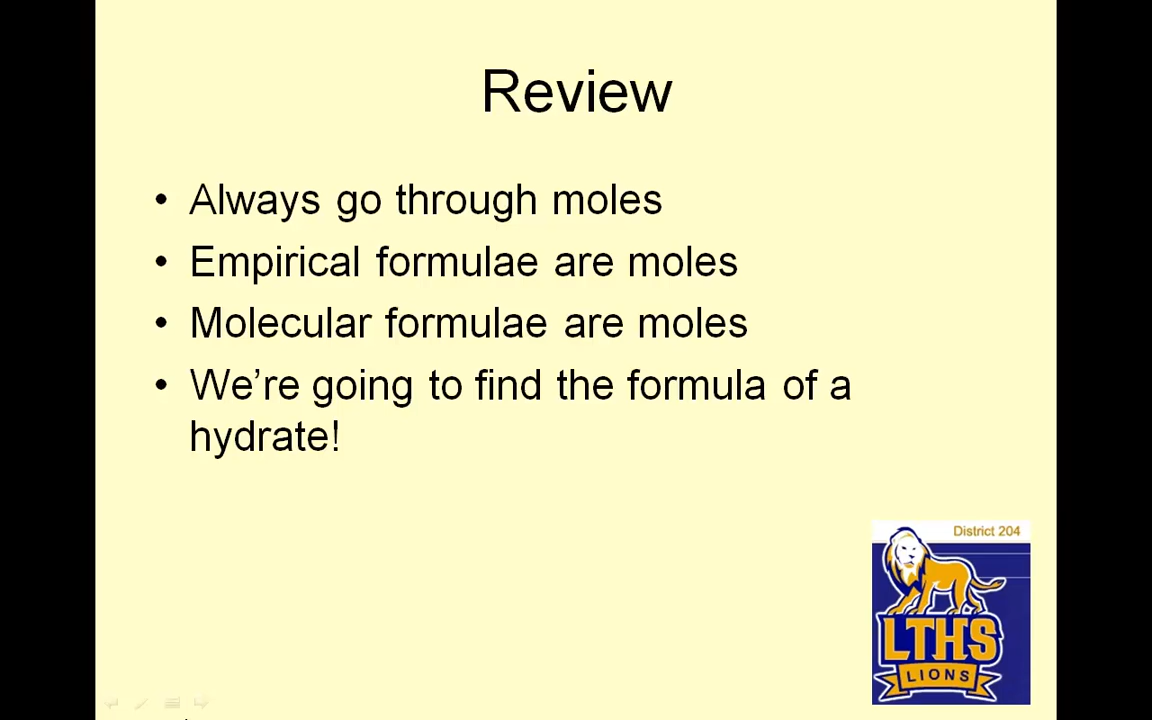 Review
• Always go through moles
• Empirical formulae are moles
• Molecular formulae are moles
• We’re going to find the formula of a
hydrate!
District 204
LTHS
LIONS